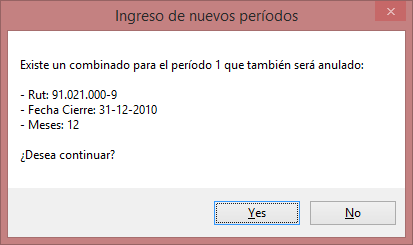 Ingreso de nuevos períodos
Existe un combinado para el período 1 que también será anulado:
- Rut: 91.021.000-9
- Fecha Cierre: 31-12-2010
- Meses: 12
¿Desea continuar?
Yes
No